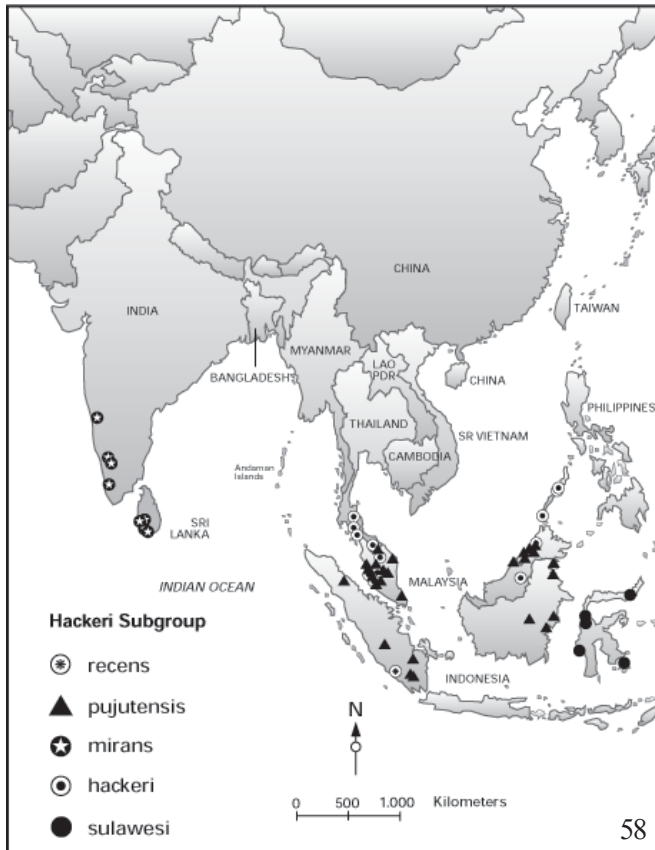 CHINA
INDIA
TAIWAN
MYANMAR
LAO
PDR
BANGLADESH
CHINA
THAILAND
PHILIPPINES
SR VIETNAM
CAMBODIA
Andaman
Islands
SRI
LANKA
MALAYSIA
INDIAN OCEAN
Hackeri Subgroup
recens
INDONESIA
pujutensis
N
mirans
hackeri
0 500 1.000 Kilometers
sulawesi
58